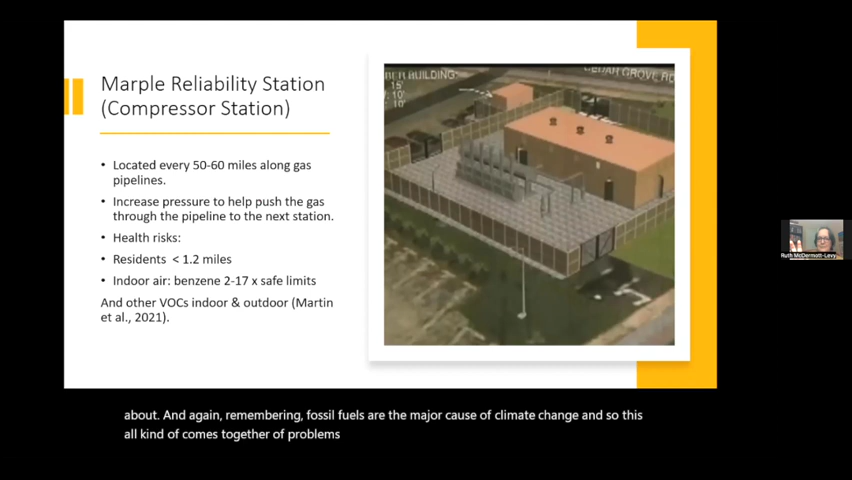 Marple Reliability Station
(Compressor Station)
• Located every 50-60 miles along gas
pipelines.
• Increase pressure to help push the gas
through the pipeline to the next station.
• Health risks:
• Residents < 1.2 miles
• Indoor air: benzene 2-17 x safe limits
And other VOCs indoor & outdoor (Martin
et al., 2021).
BUILDING:
15'
10'
10'
CEDAR GROVE
Ruth McDermott-Levy
about. And again, remembering, fossil fuels are the major cause of climate change and so this
all kind of comes together of problems